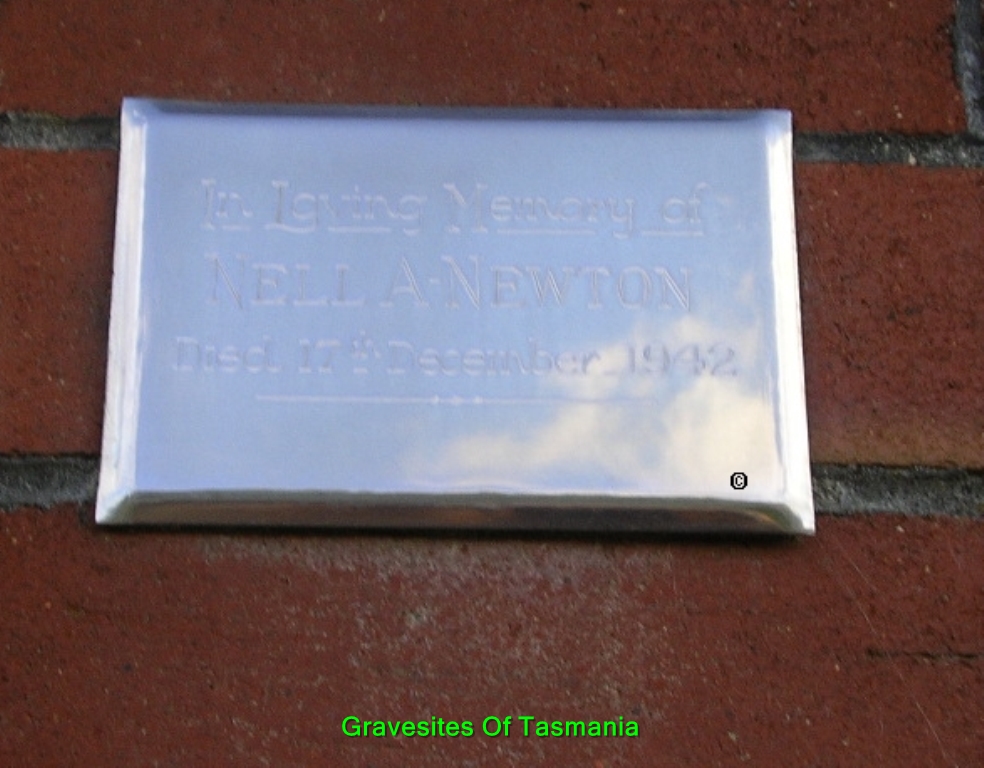 In Loving Memory of
NELL A. NEWTON
Died 17th December 1942
©
Gravesites Of Tasmania